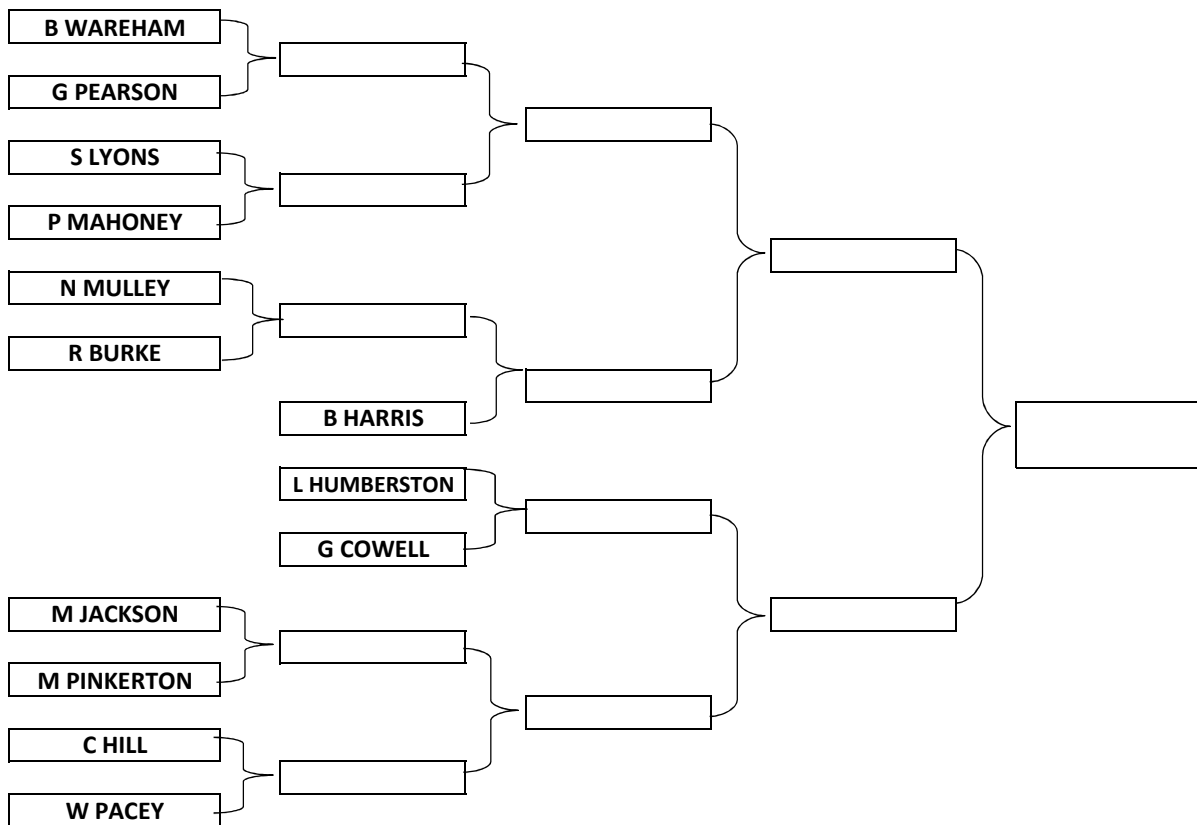 B WAREHAM
G PEARSON
S LYONS
P MAHONEY
N MULLEY
R BURKE
B HARRIS
L HUMBERSTON
G COWELL
M JACKSON
M PINKERTON
C HILL
W PACEY